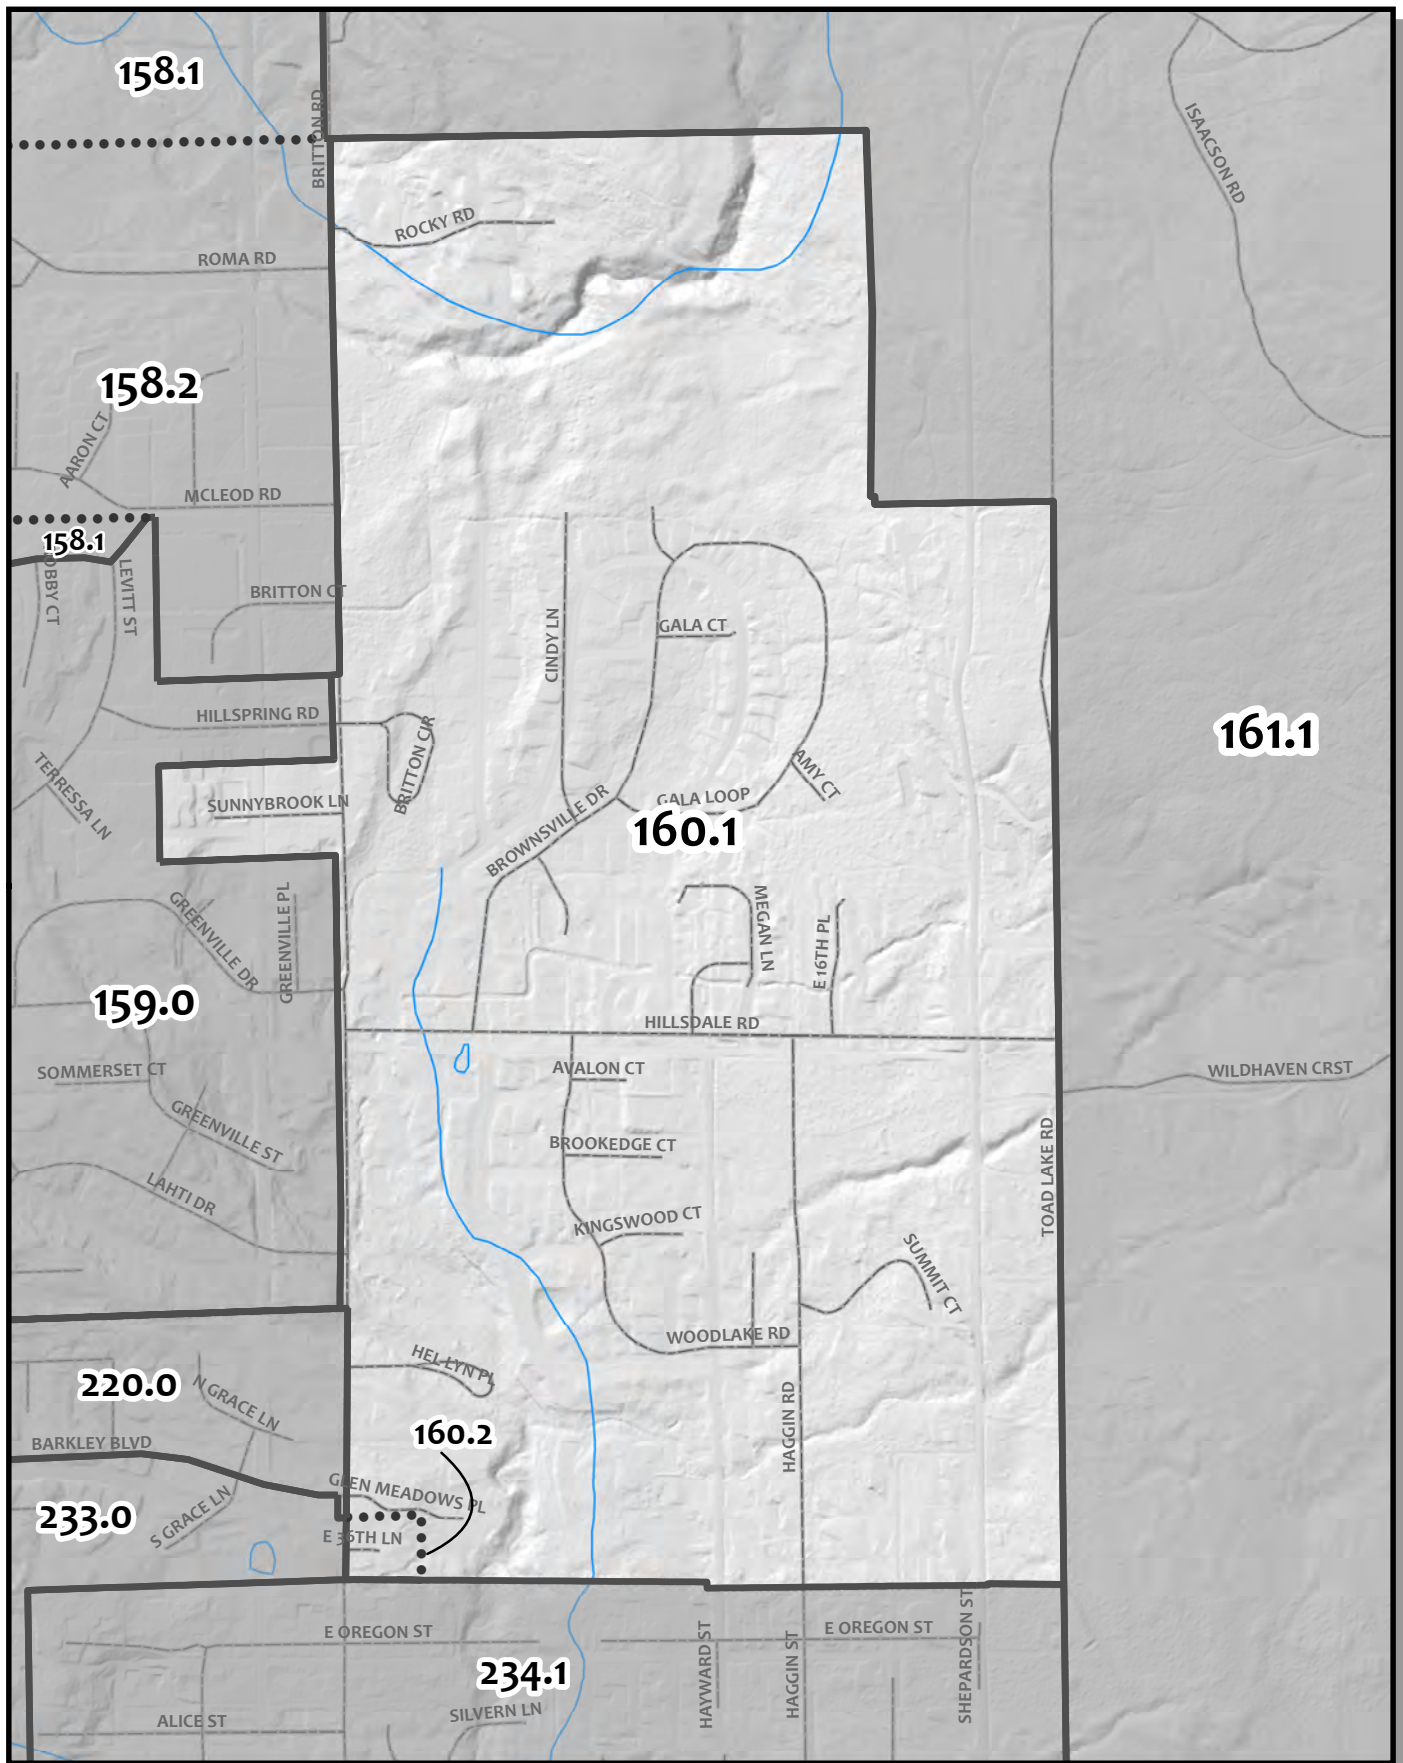 158.1
BRITTON RD
ISAACSON RD
ROCKY RD
ROMA RD
158.2
AARON CT
MCLEOD RD
158.1
OBBY CT
LEVITT ST
BRITTON CT
CINDY LN
GALA CT
HILLSPRING RD
BRITTON CIR
161.1
TERRESSA LN
SUNNYBROOK LN
AMY CT
GALA LOOP
BROWNSVILLE DR
160.1
GREENVILLE DR
GREENVILLE PL
MEGAN LN
E 16TH PL
159.0
HILLSDALE RD
SOMMERSET CT
AVALON CT
WILDHAVEN CRST
GREENVILLE ST
BROOKEDGE CT
TOAD LAKE RD
LAHTI DR
KINGSWOOD CT
SUMMIT CT
WOODLAKE RD
HEL-LYN PL
220.0
N GRACE LN
HAGGIN RD
160.2
BARKLEY BLVD
GLEN MEADOWS PL
233.0
S GRACE LN
E 36TH LN
E OREGON ST
E OREGON ST
HAYWARD ST
HAGGIN ST
SHEPARDSON ST
234.1
SILVERN LN
ALICE ST